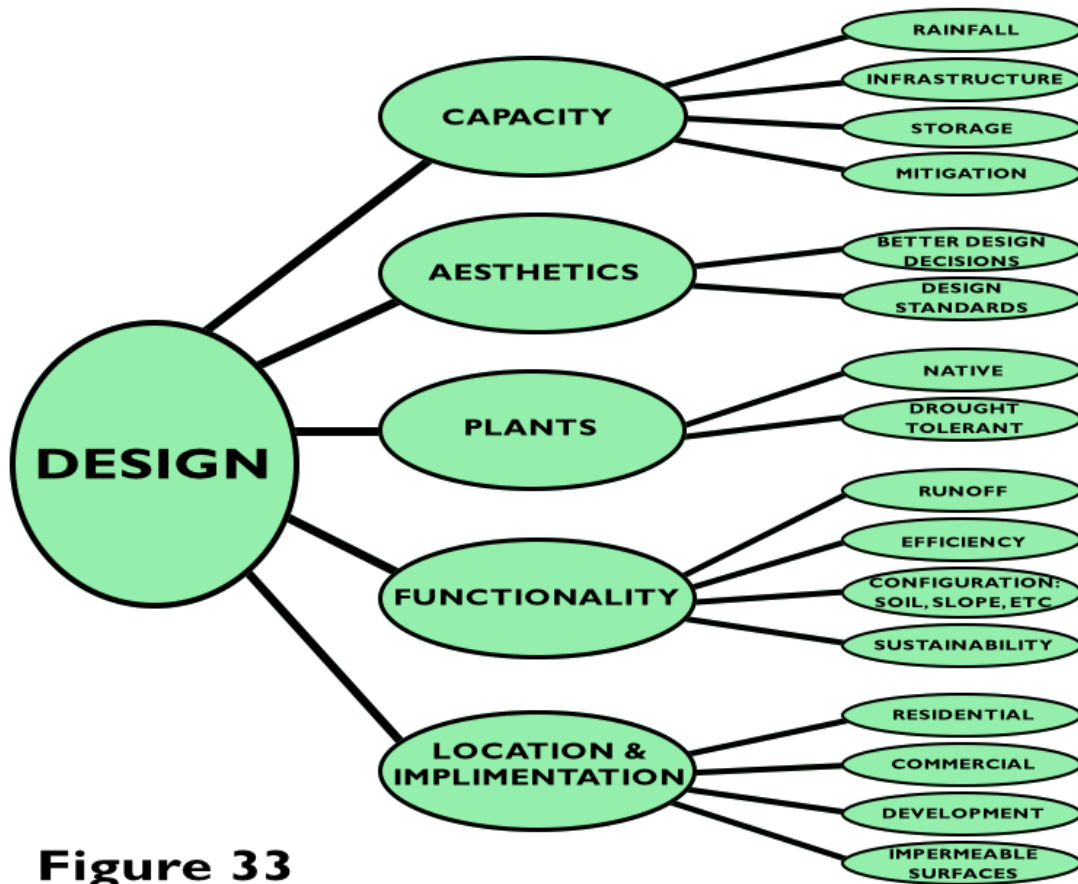 DESIGN
CAPACITY
RAINFALL
INFRASTRUCTURE
STORAGE
MITIGATION
AESTHETICS
BETTER DESIGN
DECISIONS
DESIGN
STANDARDS
PLANTS
NATIVE
DROUGHT
TOLERANT
FUNCTIONALITY
RUNOFF
EFFICIENCY
CONFIGURATION:
SOIL, SLOPE, ETC
SUSTAINABILITY
LOCATION &
IMPLIMENTATION
RESIDENTIAL
COMMERCIAL
DEVELOPMENT
IMPERMEABLE
SURFACES
Figure 33